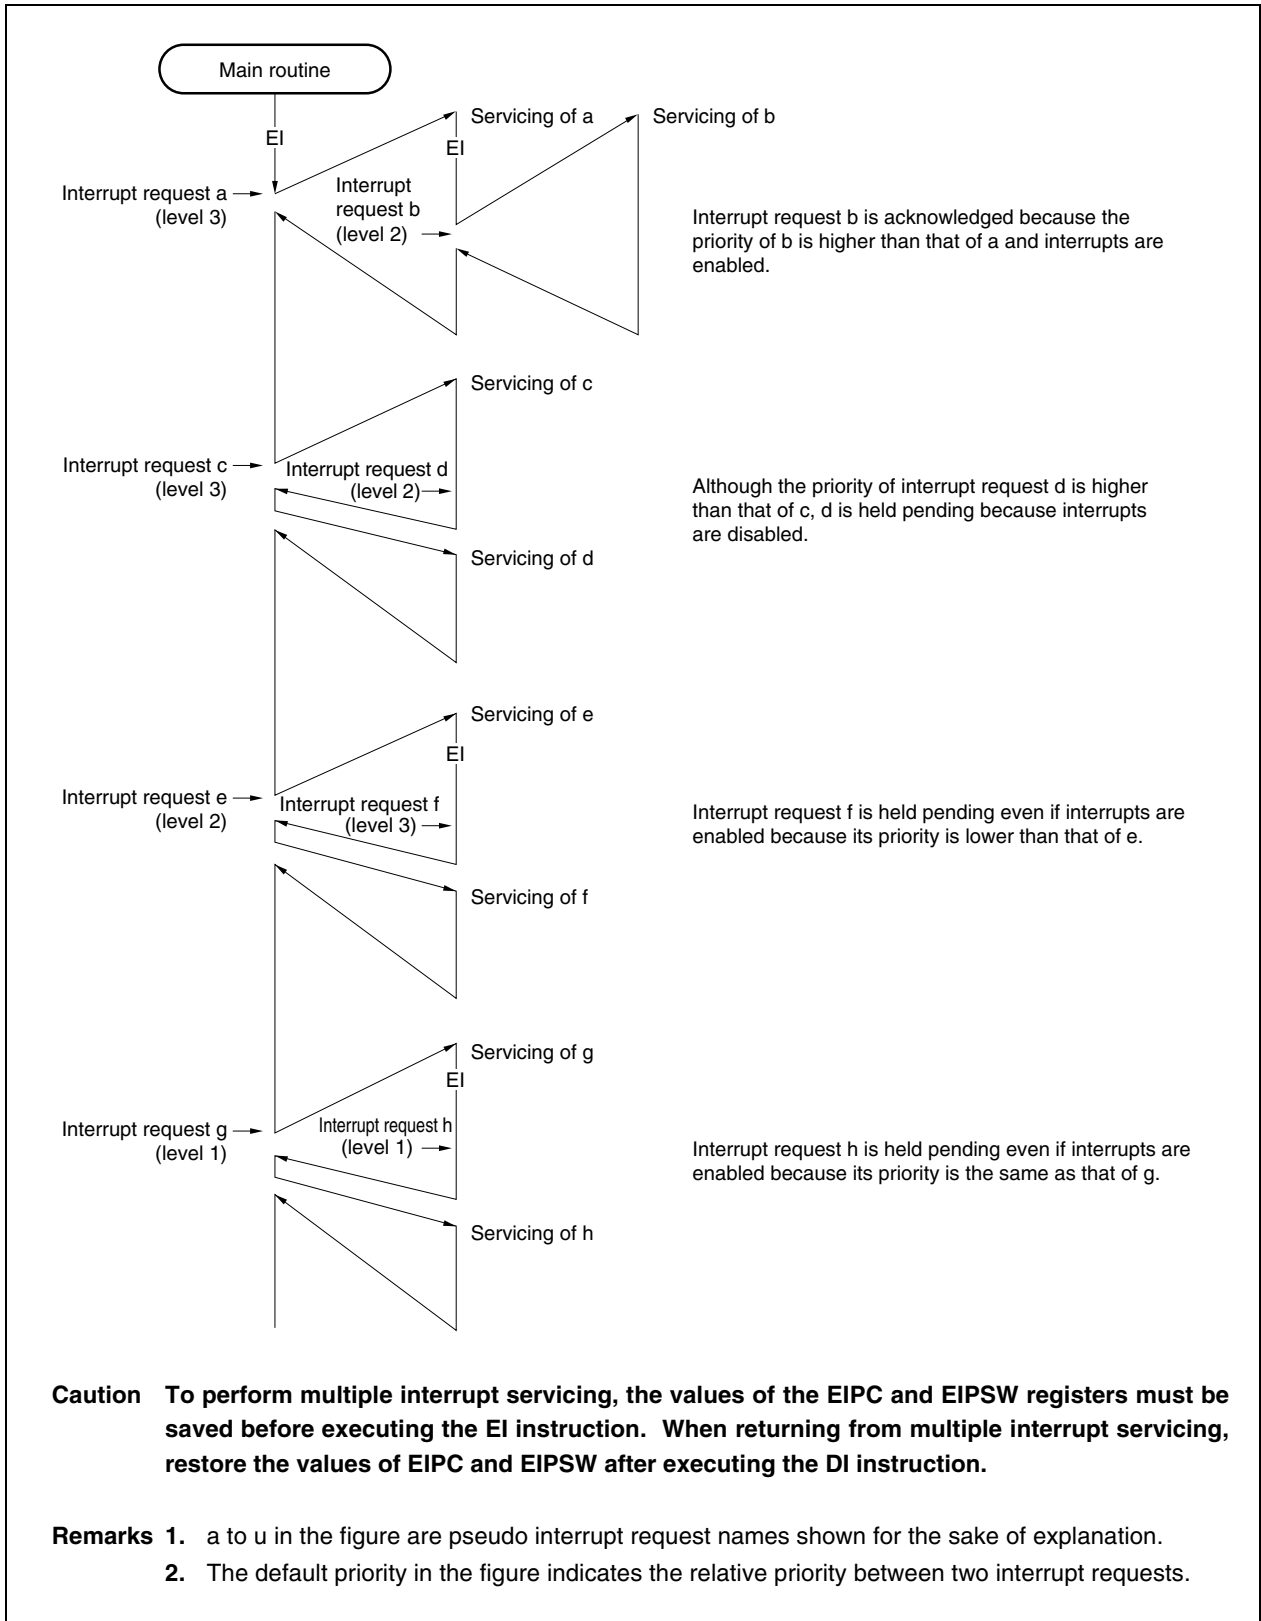 Main routine
EI
Servicing of a
EI
Servicing of b
Interrupt request a
(level 3)
Interrupt
request b
(level 2)
Interrupt request b is acknowledged because the
priority of b is higher than that of a and interrupts are
enabled.
Servicing of c
Interrupt request c
(level 3)
Interrupt request d
(level 2)
Although the priority of interrupt request d is higher
than that of c, d is held pending because interrupts
are disabled.
Servicing of d
Servicing of e
EI
Interrupt request e
(level 2)
Interrupt request f
(level 3)
Interrupt request f is held pending even if interrupts are
enabled because its priority is lower than that of e.
Servicing of f
Servicing of g
EI
Interrupt request g
(level 1)
Interrupt request h
(level 1)
Interrupt request h is held pending even if interrupts are
enabled because its priority is the same as that of g.
Servicing of h
Caution To perform multiple interrupt servicing, the values of the EIPC and EIPSW registers must be
saved before executing the EI instruction. When returning from multiple interrupt servicing,
restore the values of EIPC and EIPSW after executing the DI instruction.
Remarks 1. a to u in the figure are pseudo interrupt request names shown for the sake of explanation.
2. The default priority in the figure indicates the relative priority between two interrupt requests.